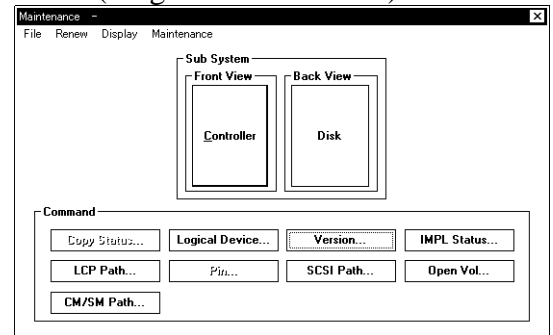 Maintenance -
File Renew Display Maintenance
Sub System
Front View Back View
Controller Disk
Command
Copy Status... Logical Device... Version... IMPL Status...
LCP Path... Pin... SCSI Path... Open Vol...
CM/SM Path...